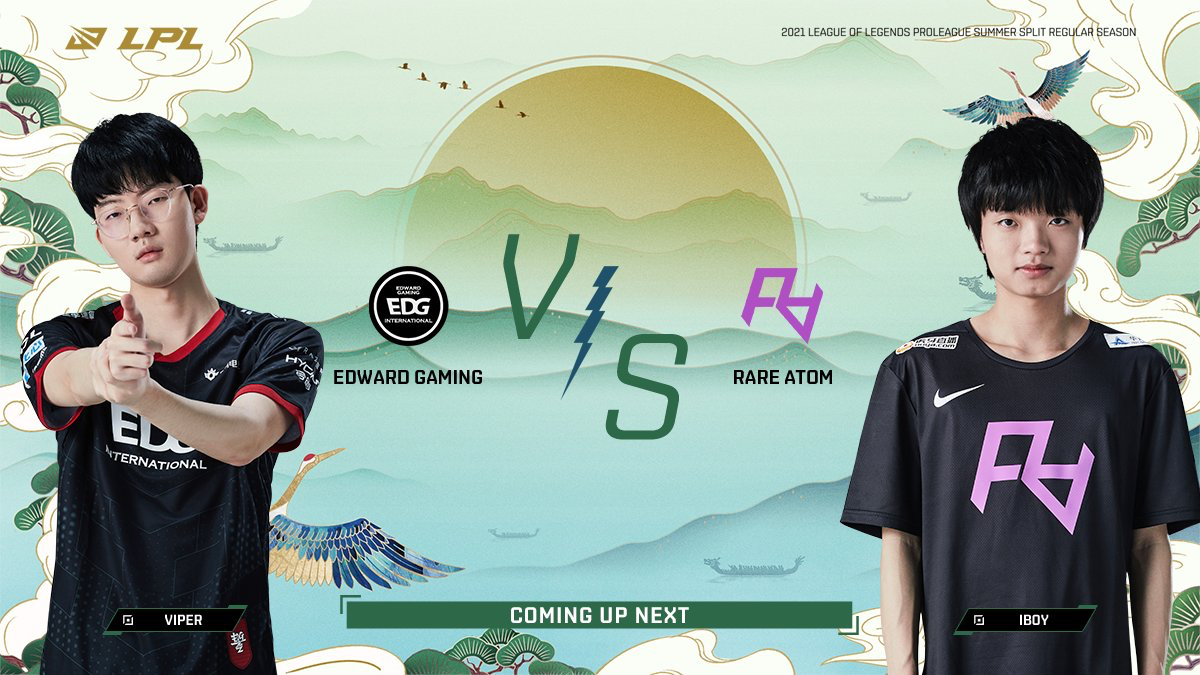 LPL
2021 LEAGUE OF LEGENDS PROLEAGUE SUMMER SPLIT REGULAR SEASON
EDWARD
GAMING
EDG
INTERNATIONAL
VS
EDWARD GAMING
RARE ATOM
EDG
INTERNATIONAL
VIPER
COMING UP NEXT
IBOY